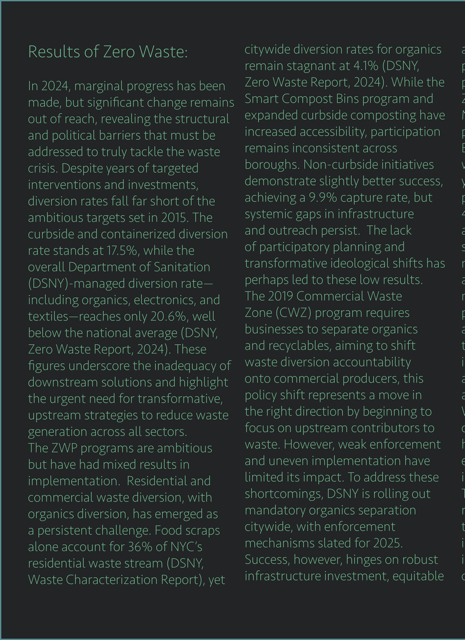 Results of Zero Waste:
In 2024, marginal progress has been
made, but significant change remains
out of reach, revealing the structural
and political barriers that must be
addressed to truly tackle the waste
crisis. Despite years of targeted
interventions and investments,
diversion rates fall far short of the
ambitious targets set in 2015. The
curbside and containerized diversion
rate stands at 17.5%, while the
overall Department of Sanitation
(DSNY)-managed diversion rate—
including organics, electronics, and
textiles—reaches only 20.6%, well
below the national average (DSNY,
Zero Waste Report, 2024). These
figures underscore the inadequacy of
downstream solutions and highlight
the urgent need for transformative,
upstream strategies to reduce waste
generation across all sectors.
The ZWP programs are ambitious
but have had mixed results in
implementation.  Residential and
commercial waste diversion, with
organics diversion, has emerged as
a persistent challenge. Food scraps
alone account for 36% of NYC’s
residential waste stream (DSNY,
Waste Characterization Report), yet
citywide diversion rates for organics
remain stagnant at 4.1% (DSNY,
Zero Waste Report, 2024). While the
Smart Compost Bins program and
expanded curbside composting have
increased accessibility, participation
remains inconsistent across
boroughs. Non-curbside initiatives
demonstrate slightly better success,
achieving a 9.9% capture rate, but
systemic gaps in infrastructure
and outreach persist.  The lack
of participatory planning and
transformative ideological shifts has
perhaps led to these low results.
The 2019 Commercial Waste
Zone (CWZ) program requires
businesses to separate organics
and recyclables, aiming to shift
waste diversion accountability
onto commercial producers, this
policy shift represents a move in
the right direction by beginning to
focus on upstream contributors to
waste. However, weak enforcement
and uneven implementation have
limited its impact. To address these
shortcomings, DSNY is rolling out
mandatory organics separation
citywide, with enforcement
mechanisms slated for 2025.
Success, however, hinges on robust
infrastructure investment, equitable